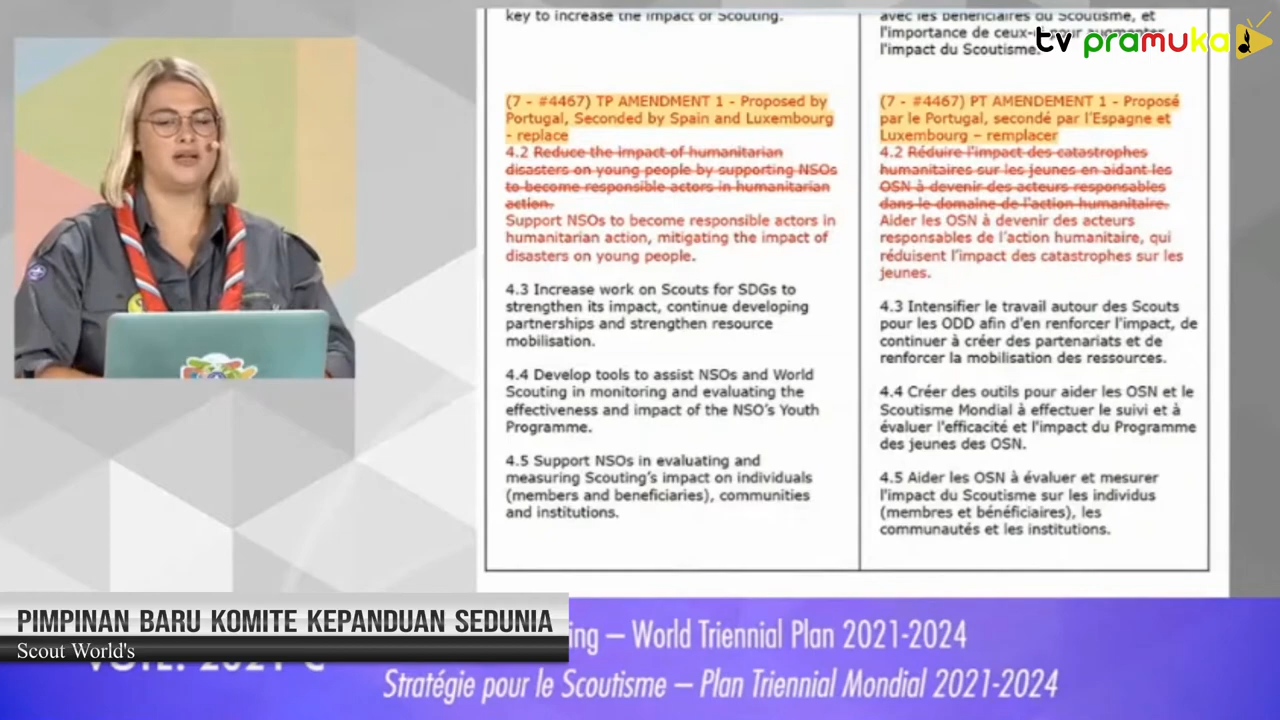 tv pramuka
key to increase the impact of Scouting.
(7 - #4467) TP AMENDMENT 1 - Proposed by
Portugal, Seconded by Spain and Luxembourg
- replace
4.2 Reduce the impact of humanitarian
disasters on young people by supporting NSOs
to become responsible actors in humanitarian
action.
Support NSOs to become responsible actors in
humanitarian action, mitigating the impact of
disasters on young people.
4.3 Increase work on Scouts for SDGs to
strengthen its impact, continue developing
partnerships and strengthen resource
mobilisation.
4.4 Develop tools to assist NSOs and World
Scouting in monitoring and evaluating the
effectiveness and impact of the NSO's Youth
Programme.
4.5 Support NSOs in evaluating and
measuring Scouting's impact on individuals
(members and beneficiaries), communities
and institutions.
avec les bénéficiaires du Scoutisme, et
l'importance de ceux-ci pour augmenter
l'impact du Scoutisme.
(7 - #4467) PT AMENDEMENT 1 - Proposé
par le Portugal, secondé par l'Espagne et
Luxembourg – remplacer
4.2 Réduire l'impact des catastrophes
humanitaires sur les jeunes en aidant les
OSN à devenir des acteurs responsables
dans le domaine de l'action humanitaire.
Aider les OSN à devenir des acteurs
responsables de l'action humanitaire, qui
réduisent l'impact des catastrophes sur les
jeunes.
4.3 Intensifier le travail autour des Scouts
pour les ODD afin d'en renforcer l'impact, de
continuer à créer des partenariats et de
renforcer la mobilisation des ressources.
4.4 Créer des outils pour aider les OSN et le
Scoutisme Mondial à effectuer le suivi et à
évaluer l'efficacité et l'impact du Programme
des jeunes des OSN.
4.5 Aider les OSN à évaluer et mesurer
l'impact du Scoutisme sur les individus
(membres et bénéficiaires), les
communautés et les institutions.
PIMPINAN BARU KOMITE KEPANDUAN SEDUNIA
Scout World's
ing – World Triennial Plan 2021-2024
Stratégie pour le Scoutisme – Plan Triennial Mondial 2021-2024